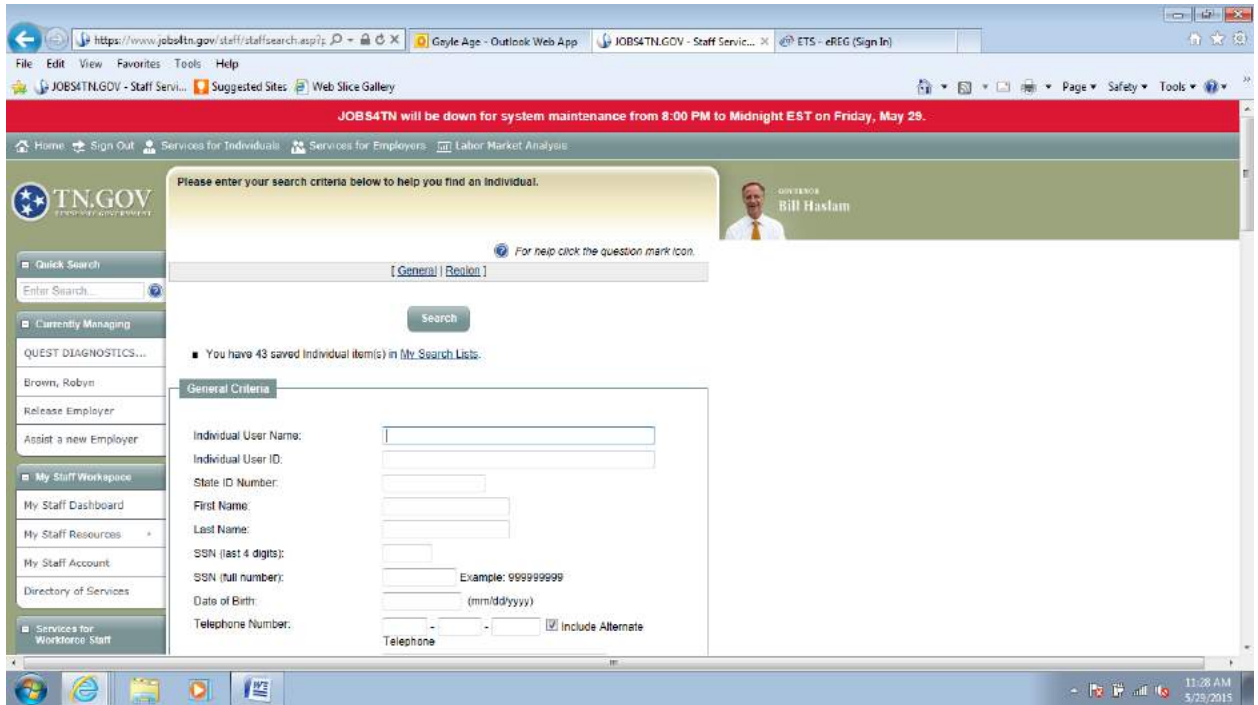 https://www.jobs4tn.gov/staff/staffsearch.asp?p
Gayle Age - Outlook Web App
JOBS4TN.GOV - Staff Servic...
ETS - eREG (Sign In)
File Edit View Favorites Tools Help
JOBS4TN.GOV - Staff Servi... Suggested Sites Web Slice Gallery
Page Safety Tools
JOBS4TN will be down for system maintenance from 8:00 PM to Midnight EST on Friday, May 29.
Home Sign Out Services for Individuals Services for Employers Labor Market Analysis
TN.GOV
TENNESSEE GOVERNMENT
Please enter your search criteria below to help you find an individual.
GOVERNOR
Bill Haslam
For help click the question mark icon.
[ General | Region ]
Quick Search
Enter Search...
Search
Currently Managing
QUEST DIAGNOSTICS...
Brown, Robyn
Release Employer
Assist a new Employer
You have 43 saved Individual item(s) in My Search Lists.
General Criteria
Individual User Name:
Individual User ID:
State ID Number:
First Name:
Last Name:
SSN (last 4 digits):
SSN (full number): Example: 999999999
Date of Birth: (mm/dd/yyyy)
Telephone Number: - - Include Alternate
Telephone
My Staff Workspace
My Staff Dashboard
My Staff Resources
My Staff Account
Directory of Services
Services for
Workforce Staff
11:28 AM
5/29/2015